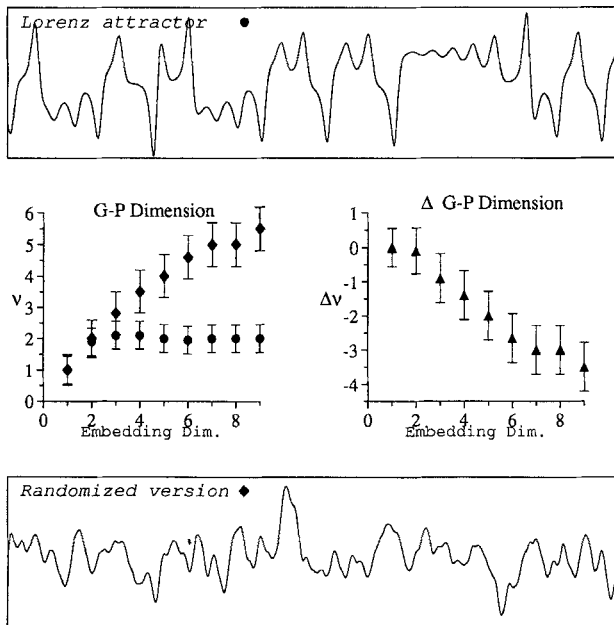 Lorenz attractor ●
G-P Dimension
6
5
4
3
2
1
0
ν
0 2 4 6 8
Embedding Dim.
Δ G-P Dimension
1
0
-1
-2
-3
-4
Δν
0 2 4 6 8
Embedding Dim.
Randomized version ◆